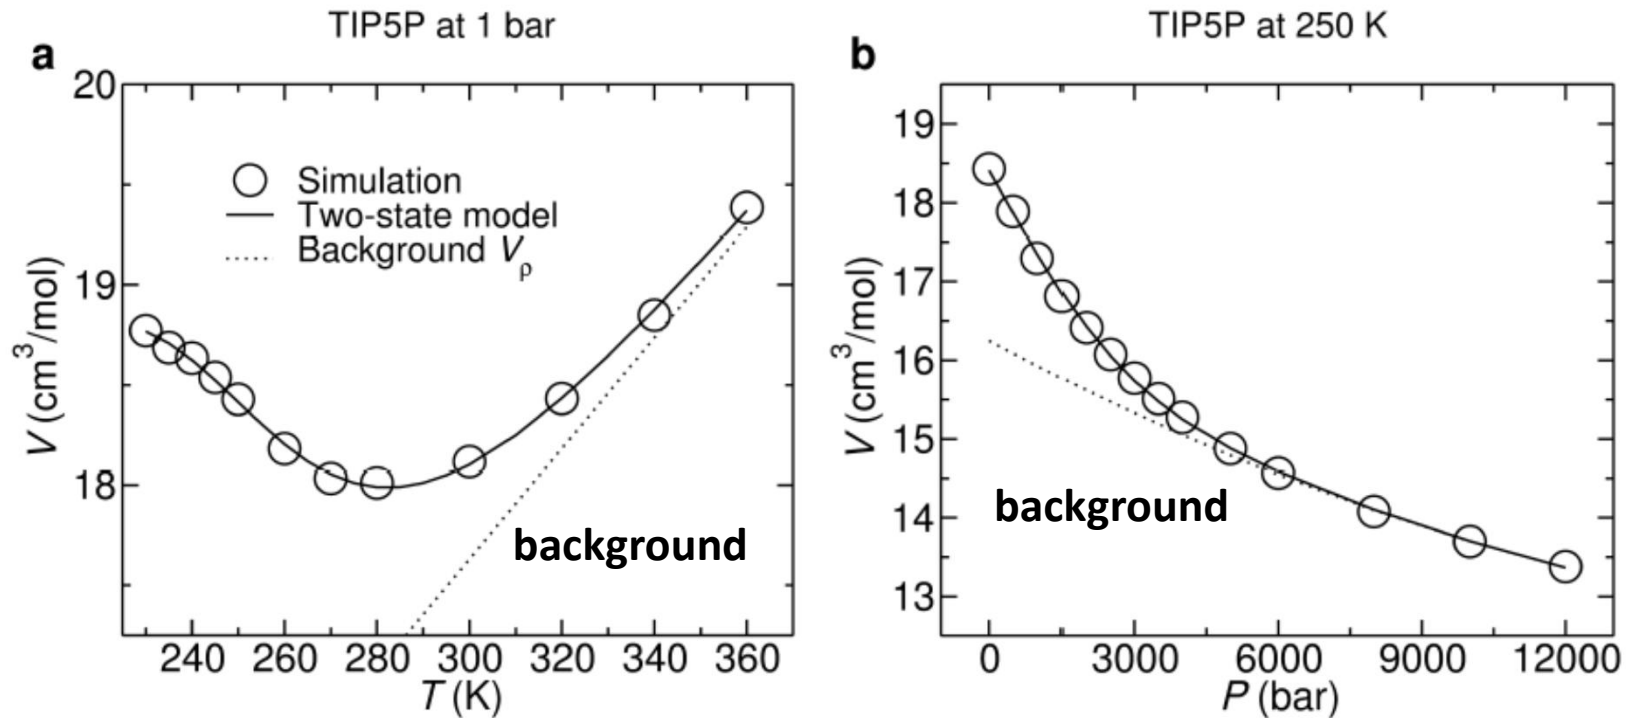 TIP5P at 1 bar
a
20
19
18
V (cm³/mol)
Simulation
Two-state model
Background Vρ
background
240 260 280 300 320 340 360
T (K)
TIP5P at 250 K
b
19
18
17
16
15
14
13
V (cm³/mol)
background
0 3000 6000 9000 12000
P (bar)